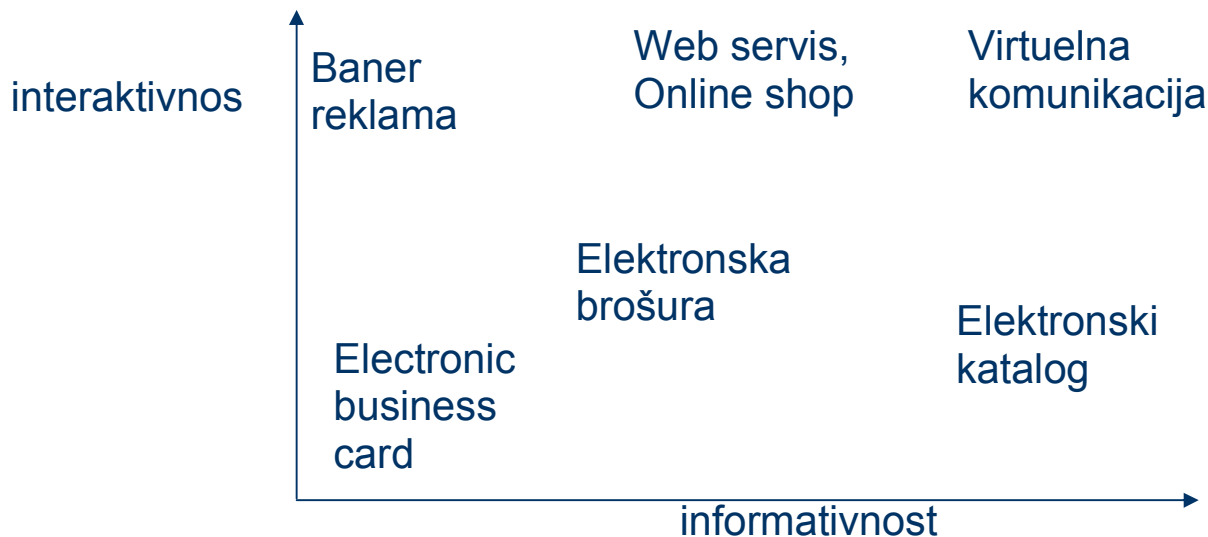 interaktivnos
Baner
reklama
Web servis,
Online shop
Virtuelna
komunikacija
Elektronska
brošura
Elektronski
katalog
Electronic
business
card
informativnost